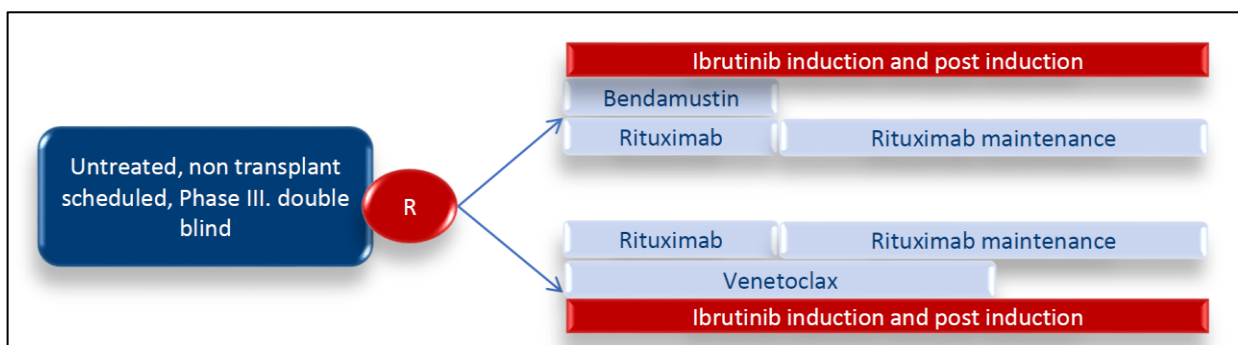 Untreated, non transplant
scheduled, Phase III. double
blind
R
Ibrutinib induction and post induction
Bendamustin
Rituximab
Rituximab maintenance
Rituximab
Rituximab maintenance
Venetoclax
Ibrutinib induction and post induction